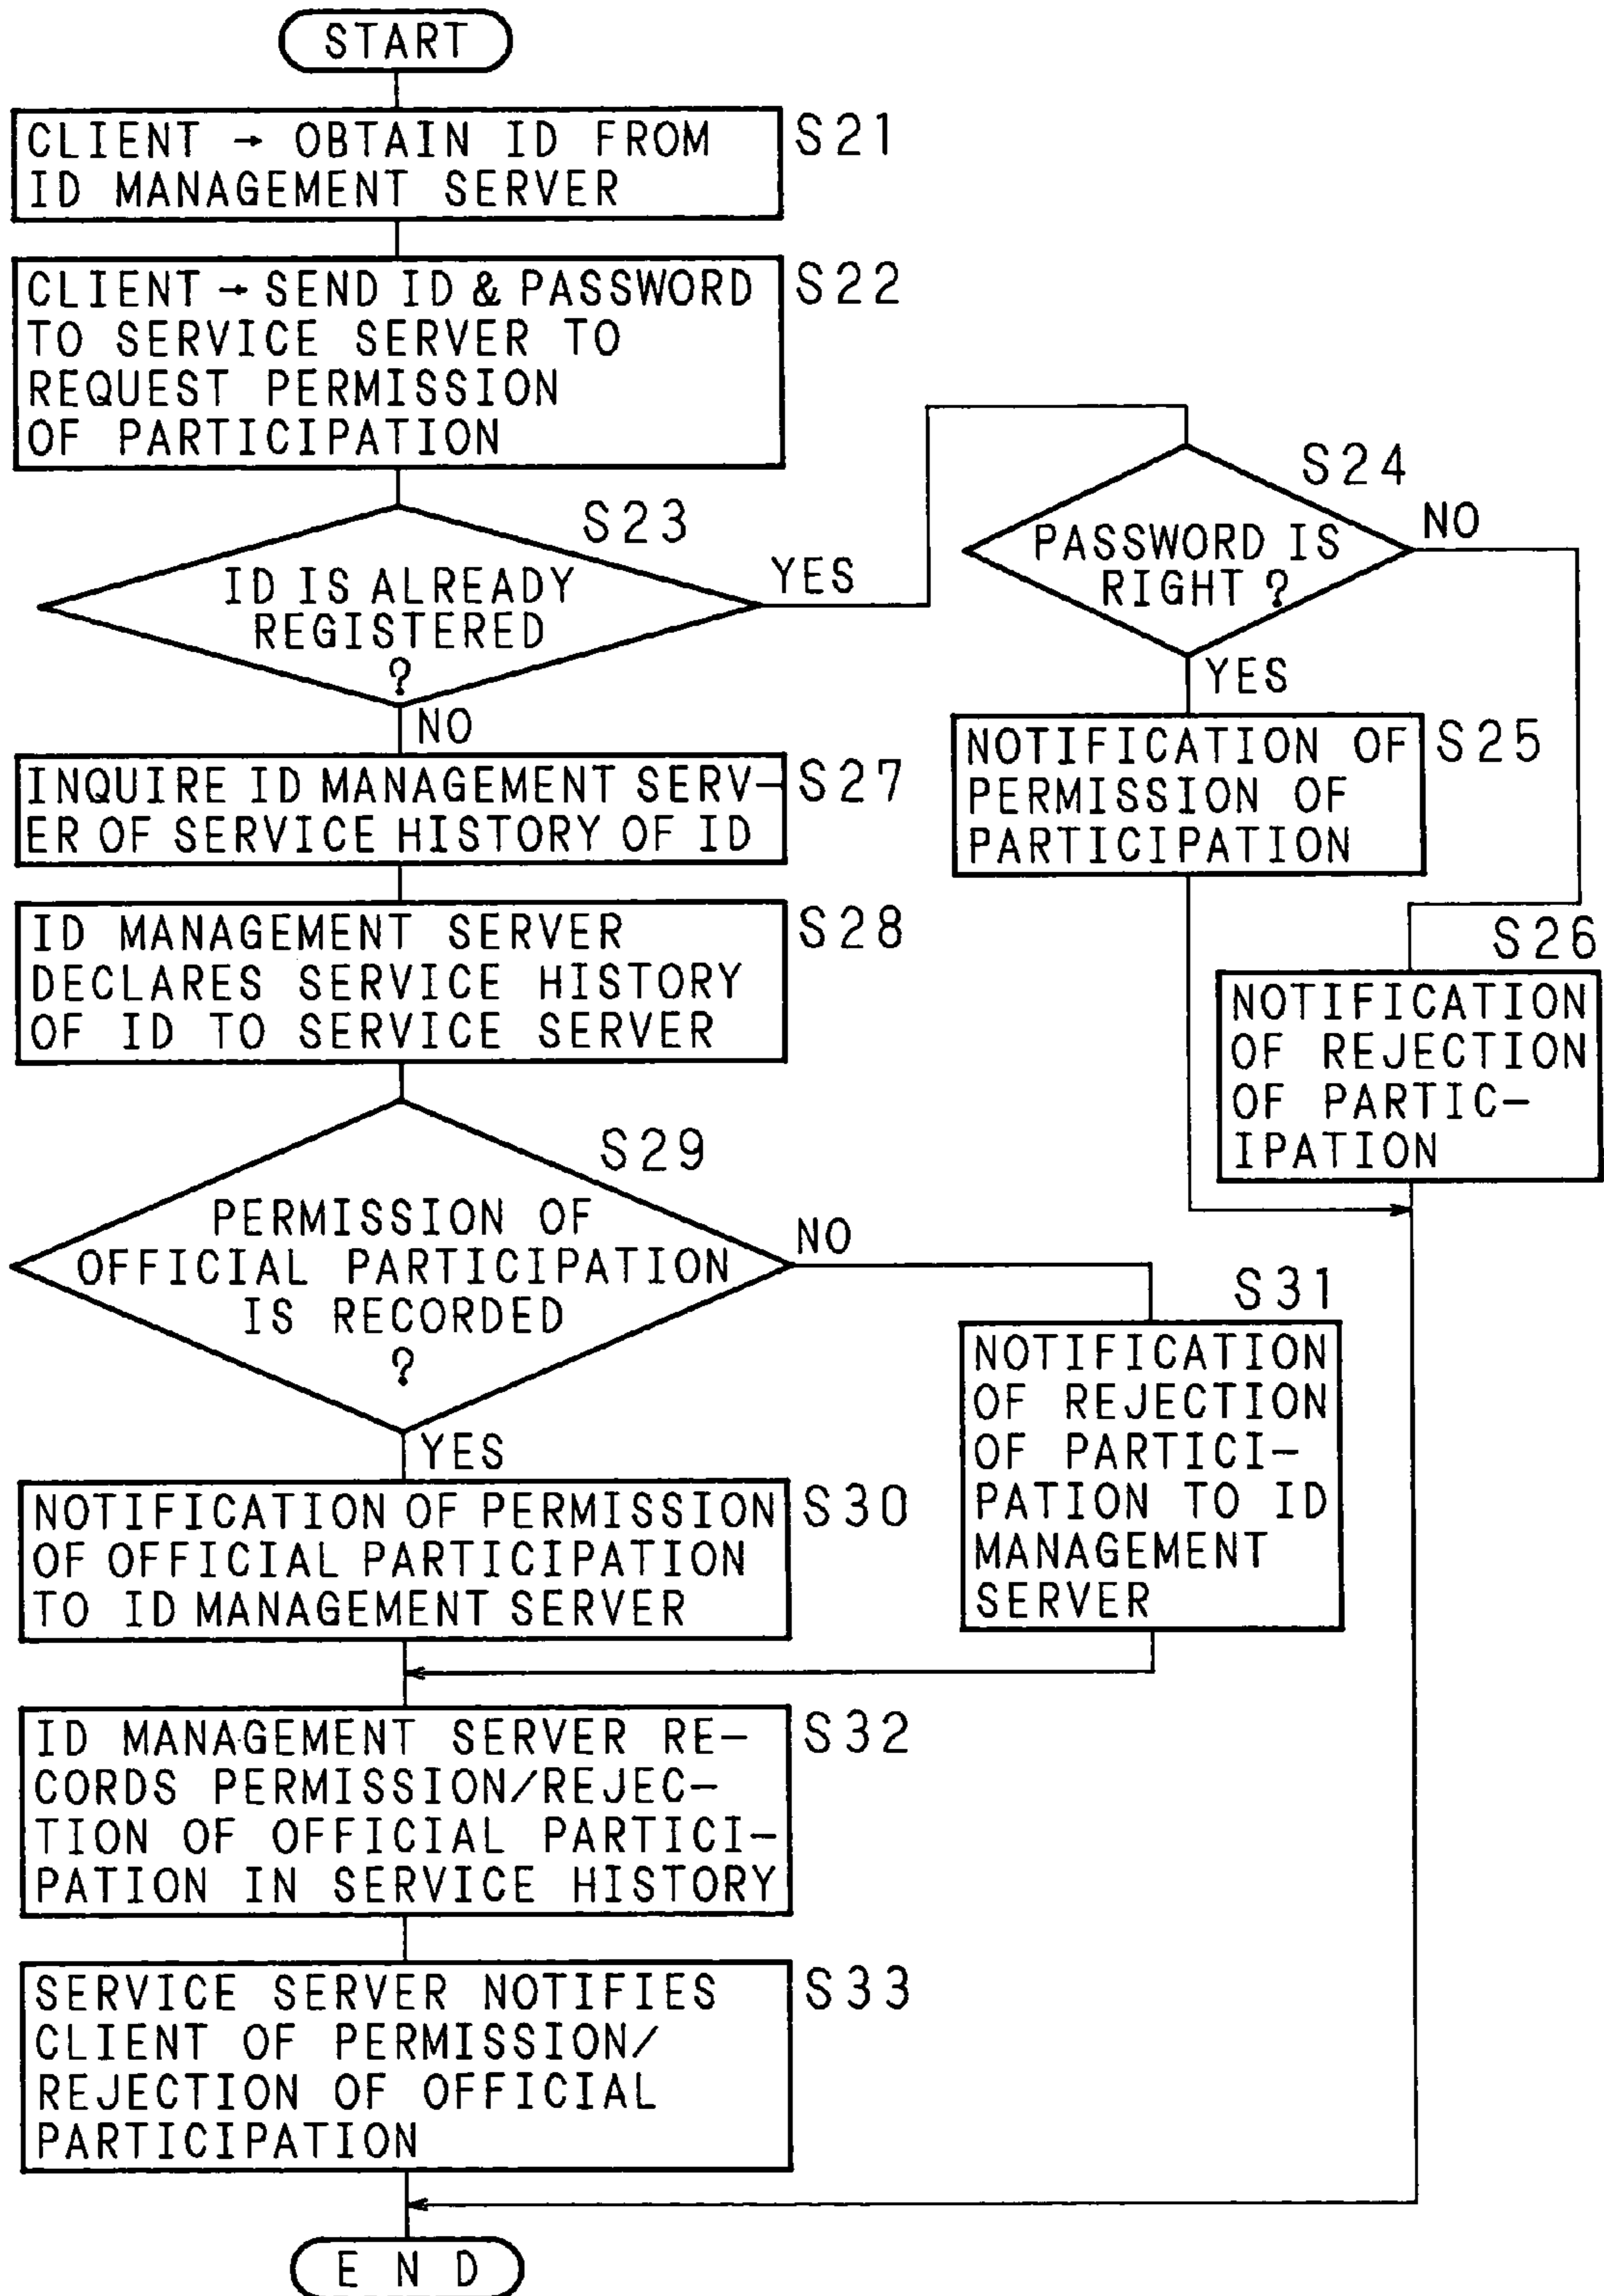 START
CLIENT → OBTAIN ID FROM
ID MANAGEMENT SERVER
S21
CLIENT → SEND ID & PASSWORD
TO SERVICE SERVER TO
REQUEST PERMISSION
OF PARTICIPATION
S22
S23
ID IS ALREADY
REGISTERED
?
YES
NO
S24
PASSWORD IS
RIGHT ?
NO
YES
NOTIFICATION OF
PERMISSION OF
PARTICIPATION
S25
S26
NOTIFICATION
OF REJECTION
OF PARTIC-
IPATION
INQUIRE ID MANAGEMENT SERV-
ER OF SERVICE HISTORY OF ID
S27
ID MANAGEMENT SERVER
DECLARES SERVICE HISTORY
OF ID TO SERVICE SERVER
S28
S29
PERMISSION OF
OFFICIAL PARTICIPATION
IS RECORDED
?
NO
YES
S31
NOTIFICATION
OF REJECTION
OF PARTICI-
PATION TO ID
MANAGEMENT
SERVER
NOTIFICATION OF PERMISSION
OF OFFICIAL PARTICIPATION
TO ID MANAGEMENT SERVER
S30
ID MANAGEMENT SERVER RE-
CORDS PERMISSION/REJEC-
TION OF OFFICIAL PARTICI-
PATION IN SERVICE HISTORY
S32
SERVICE SERVER NOTIFIES
CLIENT OF PERMISSION/
REJECTION OF OFFICIAL
PARTICIPATION
S33
END